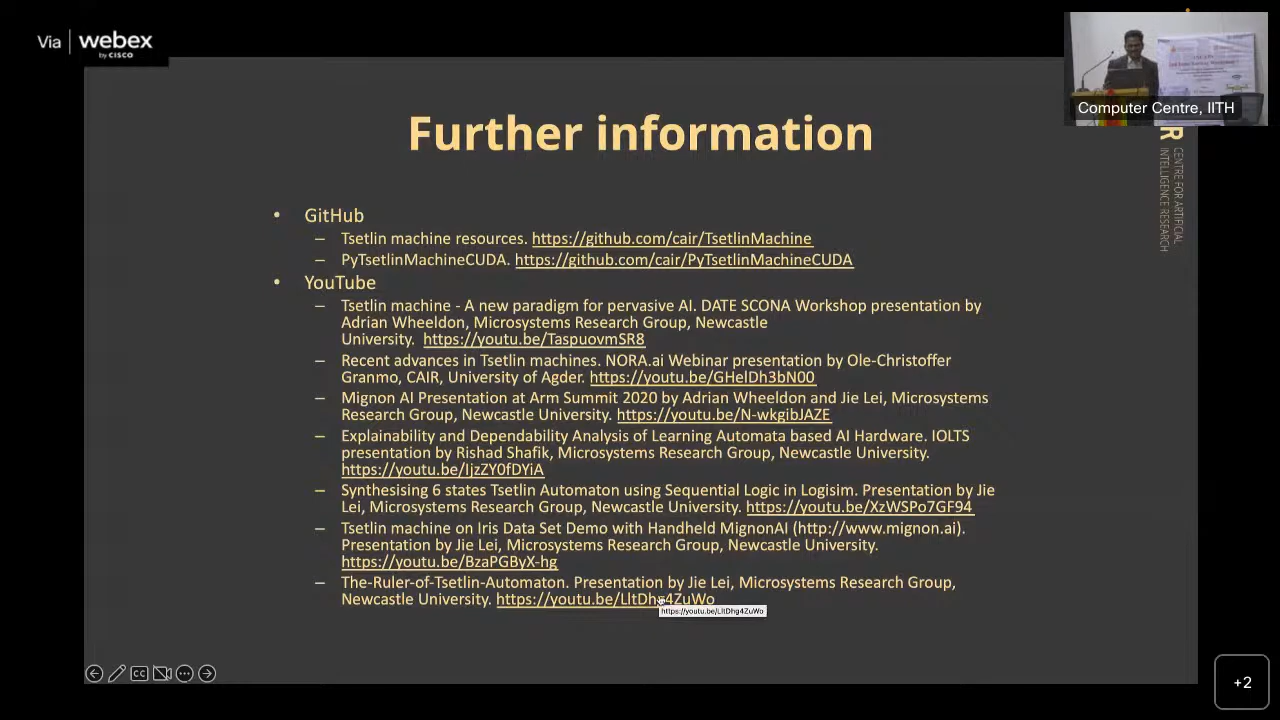 Via webex
by CISCO
Computer Centre, IITH
Further information
R
CENTRE FOR ARTIFICIAL
INTELLIGENCE RESEARCH
• GitHub
– Tsetlin machine resources. https://github.com/cair/TsetlinMachine
– PyTsetlinMachineCUDA. https://github.com/cair/PyTsetlinMachineCUDA
• YouTube
– Tsetlin machine - A new paradigm for pervasive AI. DATE SCONA Workshop presentation by
Adrian Wheeldon, Microsystems Research Group, Newcastle
University. https://youtu.be/TaspuovmSR8
– Recent advances in Tsetlin machines. NORA.ai Webinar presentation by Ole-Christoffer
Granmo, CAIR, University of Agder. https://youtu.be/GHelDh3bN00
– Mignon AI Presentation at Arm Summit 2020 by Adrian Wheeldon and Jie Lei, Microsystems
Research Group, Newcastle University. https://youtu.be/N-wkgibJAZE
– Explainability and Dependability Analysis of Learning Automata based AI Hardware. IOLTS
presentation by Rishad Shafik, Microsystems Research Group, Newcastle University.
https://youtu.be/IjzZY0fDYiA
– Synthesising 6 states Tsetlin Automaton using Sequential Logic in Logisim. Presentation by Jie
Lei, Microsystems Research Group, Newcastle University. https://youtu.be/XzWSPo7GF94
– Tsetlin machine on Iris Data Set Demo with Handheld MignonAI (http://www.mignon.ai).
Presentation by Jie Lei, Microsystems Research Group, Newcastle University.
https://youtu.be/BzaPGByX-hg
– The-Ruler-of-Tsetlin-Automaton. Presentation by Jie Lei, Microsystems Research Group,
Newcastle University. https://youtu.be/LltDhg4ZuWo
https://youtu.be/LltDhg4ZuWo
CC
+2